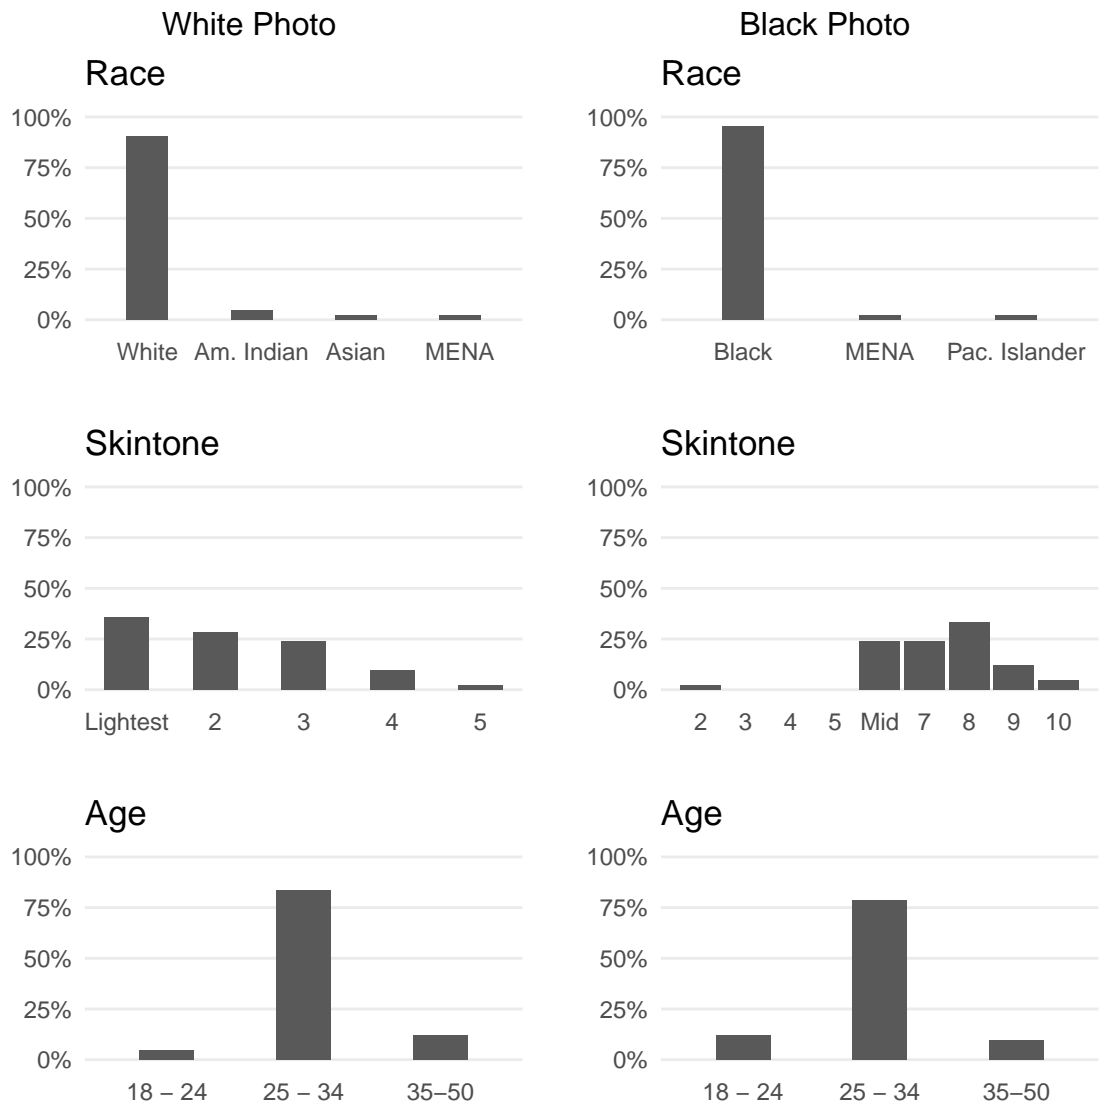 White Photo
Black Photo
Race
100%
75%
50%
25%
0%
White Am. Indian Asian MENA
Race
100%
75%
50%
25%
0%
Black MENA Pac. Islander
Skintone
100%
75%
50%
25%
0%
Lightest 2 3 4 5
Skintone
100%
75%
50%
25%
0%
2 3 4 5 Mid 7 8 9 10
Age
100%
75%
50%
25%
0%
18 – 24 25 – 34 35–50
Age
100%
75%
50%
25%
0%
18 – 24 25 – 34 35–50